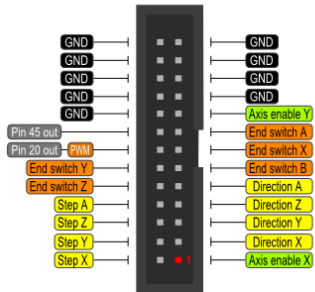 GND GND
GND GND
GND GND
GND GND
GND Axis enable Y
Pin 45 out End switch A
Pin 20 out PWM End switch X
End switch Y End switch B
End switch Z Direction A
Step A Direction Z
Step Z Direction Y
Step Y Direction X
Step X 1 Axis enable X